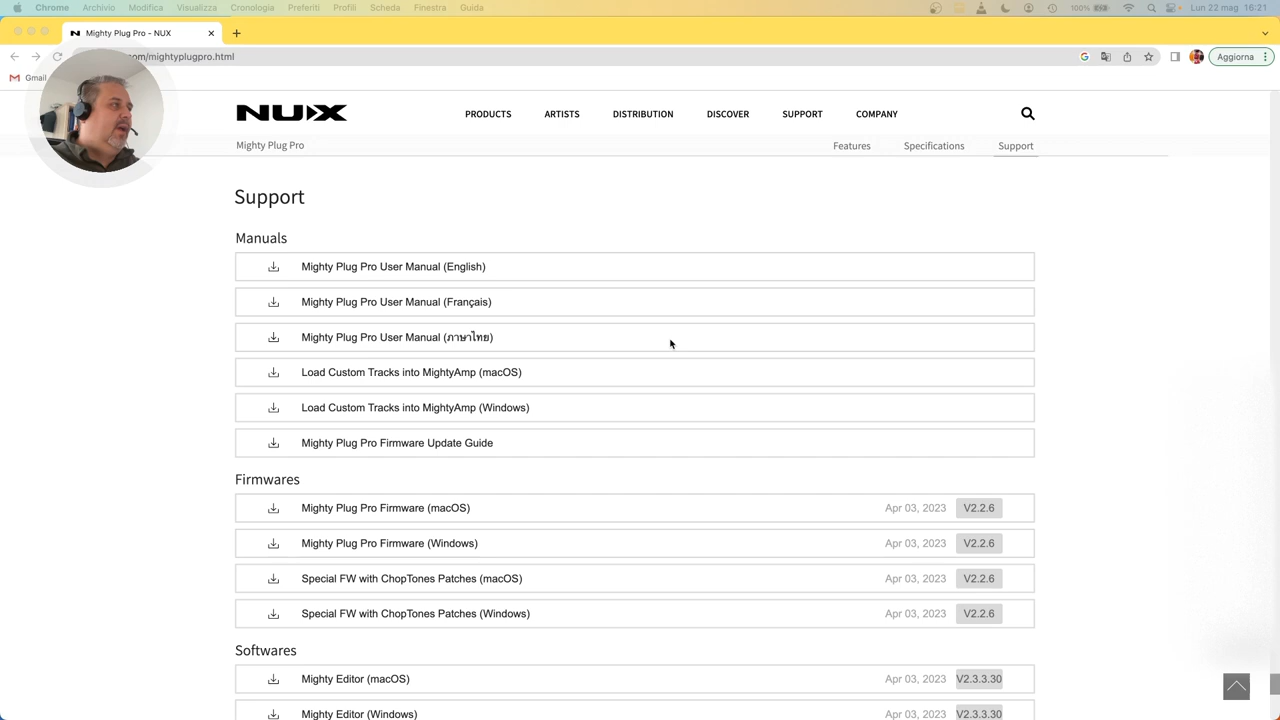 Chrome Archivio Modifica Visualizza Cronologia Preferiti Profili Scheda Finestra Guida 100% Lun 22 mag 16:21
Mighty Plug Pro - NUX
om/mightyplugpro.html Aggiorna
Gmail
NUX PRODUCTS ARTISTS DISTRIBUTION DISCOVER SUPPORT COMPANY
Mighty Plug Pro Features Specifications Support
Support
Manuals
Mighty Plug Pro User Manual (English)
Mighty Plug Pro User Manual (Français)
Mighty Plug Pro User Manual (ภาษาไทย)
Load Custom Tracks into MightyAmp (macOS)
Load Custom Tracks into MightyAmp (Windows)
Mighty Plug Pro Firmware Update Guide
Firmwares
Mighty Plug Pro Firmware (macOS) Apr 03, 2023 V2.2.6
Mighty Plug Pro Firmware (Windows) Apr 03, 2023 V2.2.6
Special FW with ChopTones Patches (macOS) Apr 03, 2023 V2.2.6
Special FW with ChopTones Patches (Windows) Apr 03, 2023 V2.2.6
Softwares
Mighty Editor (macOS) Apr 03, 2023 V2.3.3.30
Mighty Editor (Windows) Apr 03, 2023 V2.3.3.30